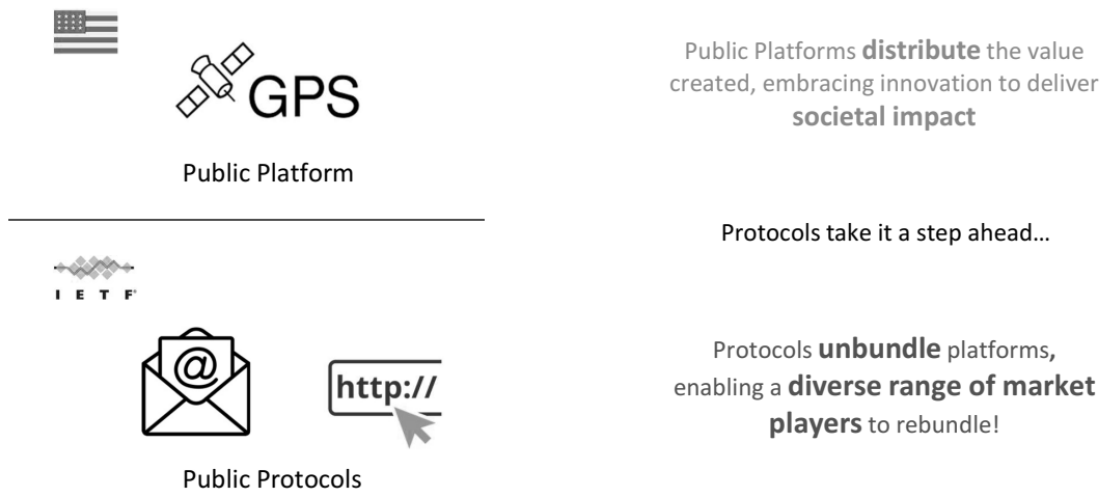 GPS
Public Platform
Public Platforms distribute the value
created, embracing innovation to deliver
societal impact
Protocols take it a step ahead…
I E T F®
@
http://
Public Protocols
Protocols unbundle platforms,
enabling a diverse range of market
players to rebundle!